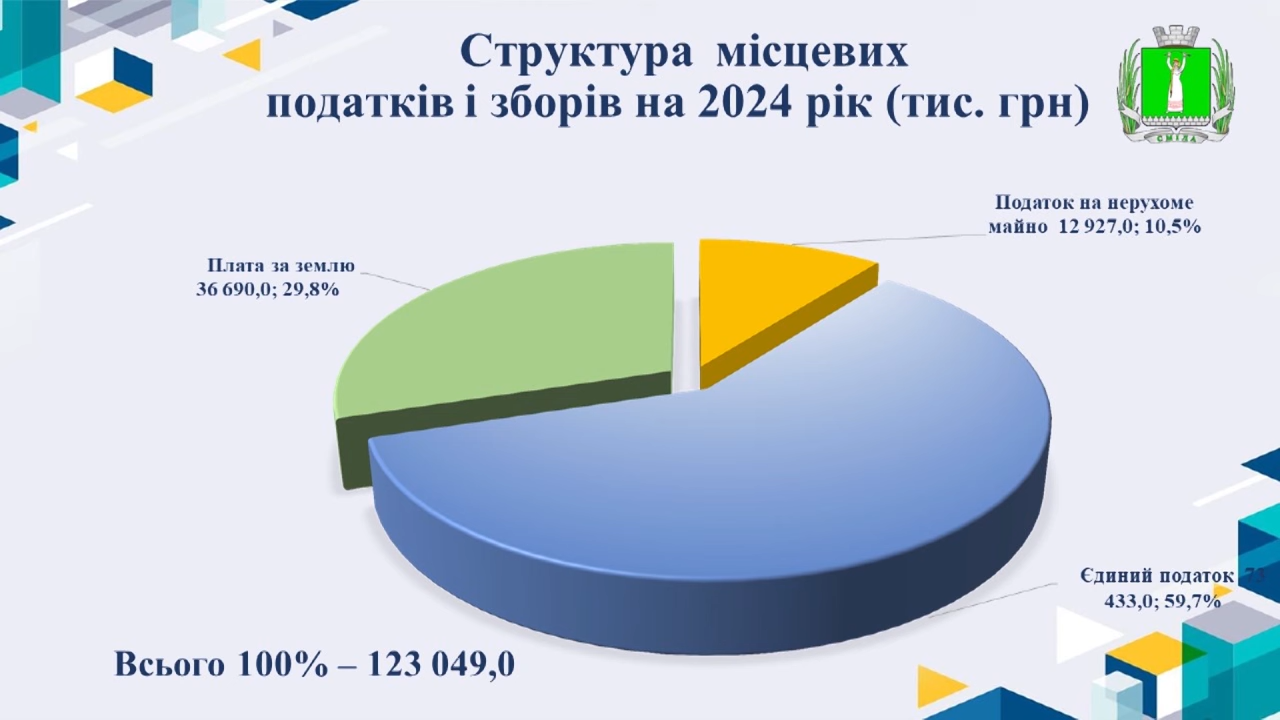 Структура місцевих
податків і зборів на 2024 рік (тис. грн)
СМІЛА
Податок на нерухоме
майно 12 927,0; 10,5%
Плата за землю
36 690,0; 29,8%
Єдиний податок 73
433,0; 59,7%
Всього 100% – 123 049,0